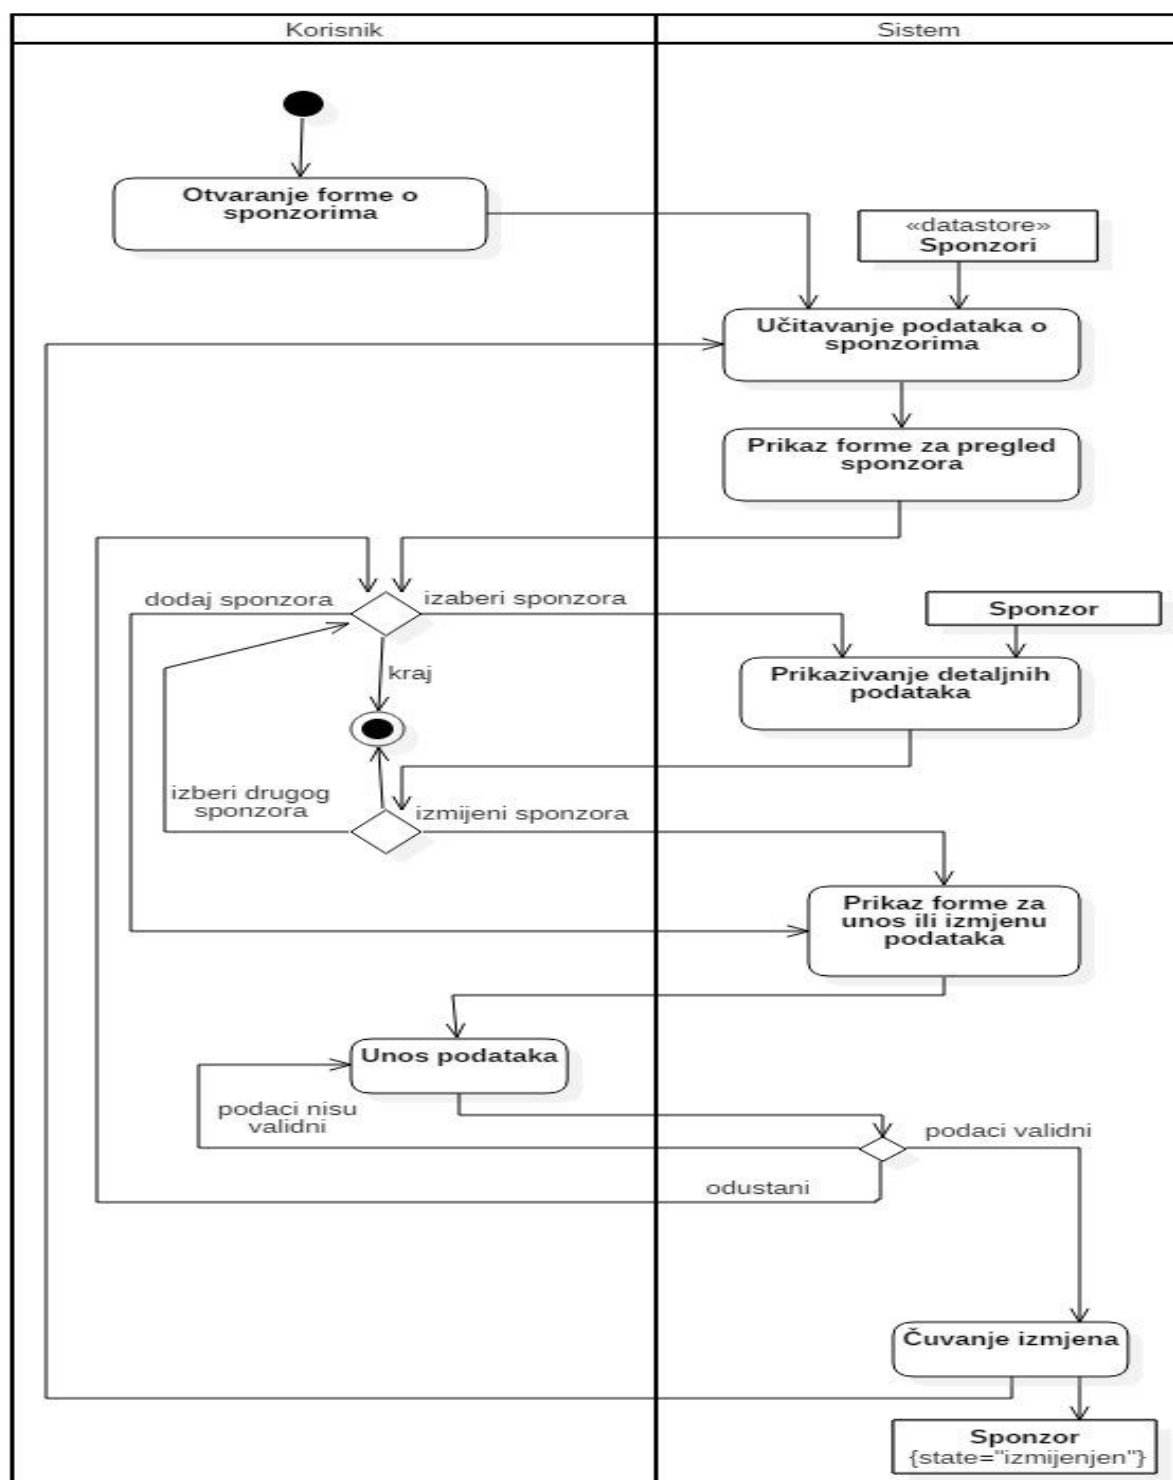 Korisnik
Sistem
Otvaranje forme o
sponzorima
«datastore»
Sponzori
Učitavanje podataka o
sponzorima
Prikaz forme za pregled
sponzora
dodaj sponzora
izaberi sponzora
Sponzor
kraj
Prikazivanje detaljnih
podataka
izberi drugog
sponzora
izmijeni sponzora
Prikaz forme za
unos ili izmjenu
podataka
Unos podataka
podaci nisu
validni
podaci validni
odustani
Čuvanje izmjena
Sponzor
{state="izmijenjen"}